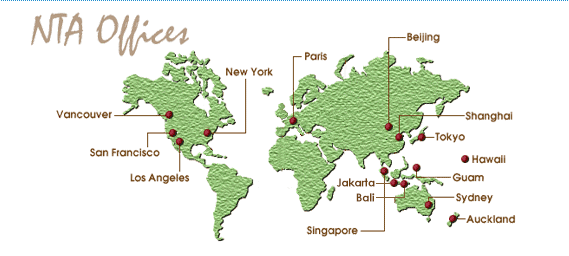 NTA Offices
Beijing
Paris
New York
Vancouver
Shanghai
Tokyo
San Francisco
Hawaii
Los Angeles
Guam
Jakarta
Bali
Sydney
Auckland
Singapore